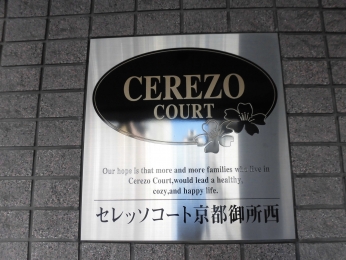 CEREZO
COURT
Our hope is that more and more families who live in
Cerezo Court,would lead a healthy,
cozy,and happy life.
セレッソコート京都御所西